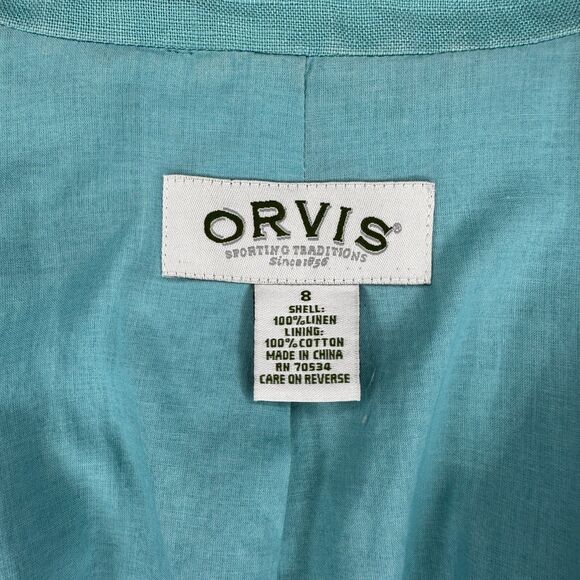 ORVIS®
SPORTING TRADITIONS
Since 1856
8
SHELL:
100%LINEN
LINING:
100%COTTON
MADE IN CHINA
RN 70534
CARE ON REVERSE